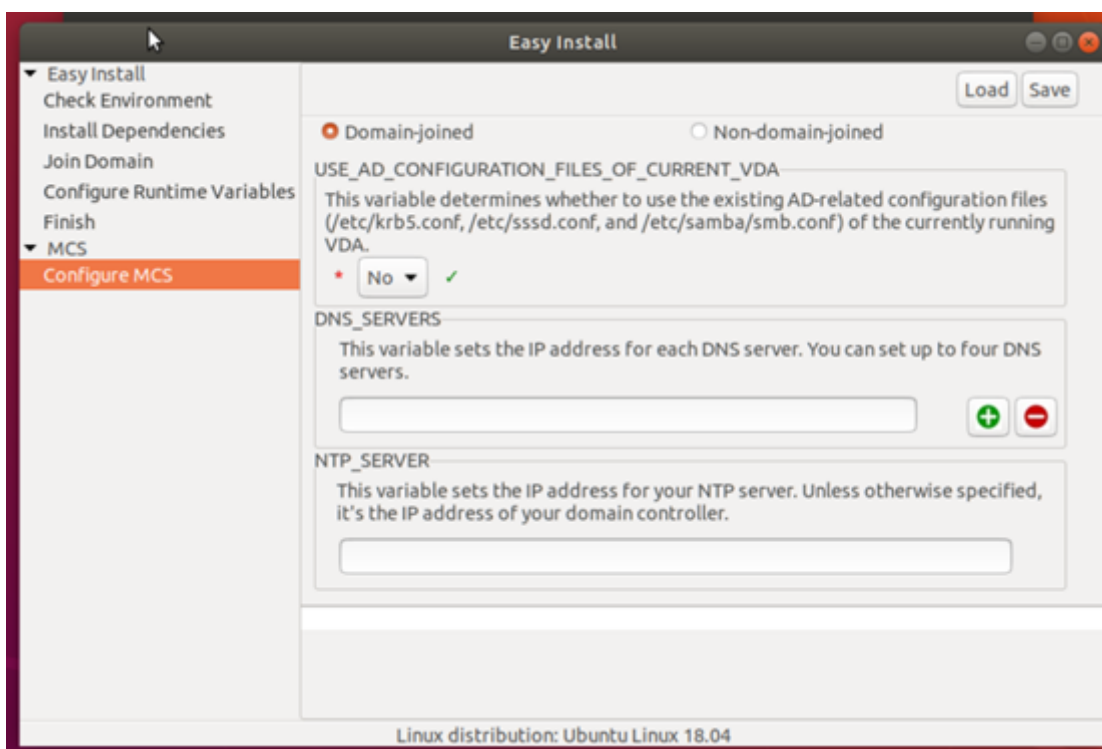 Easy Install
Easy Install
Check Environment
Install Dependencies
Join Domain
Configure Runtime Variables
Finish
MCS
Configure MCS
Load Save
Domain-joined Non-domain-joined
USE_AD_CONFIGURATION_FILES_OF_CURRENT_VDA
This variable determines whether to use the existing AD-related configuration files
(/etc/krb5.conf, /etc/sssd.conf, and /etc/samba/smb.conf) of the currently running
VDA.
* No
DNS_SERVERS
This variable sets the IP address for each DNS server. You can set up to four DNS
servers.
NTP_SERVER
This variable sets the IP address for your NTP server. Unless otherwise specified,
it's the IP address of your domain controller.
Linux distribution: Ubuntu Linux 18.04